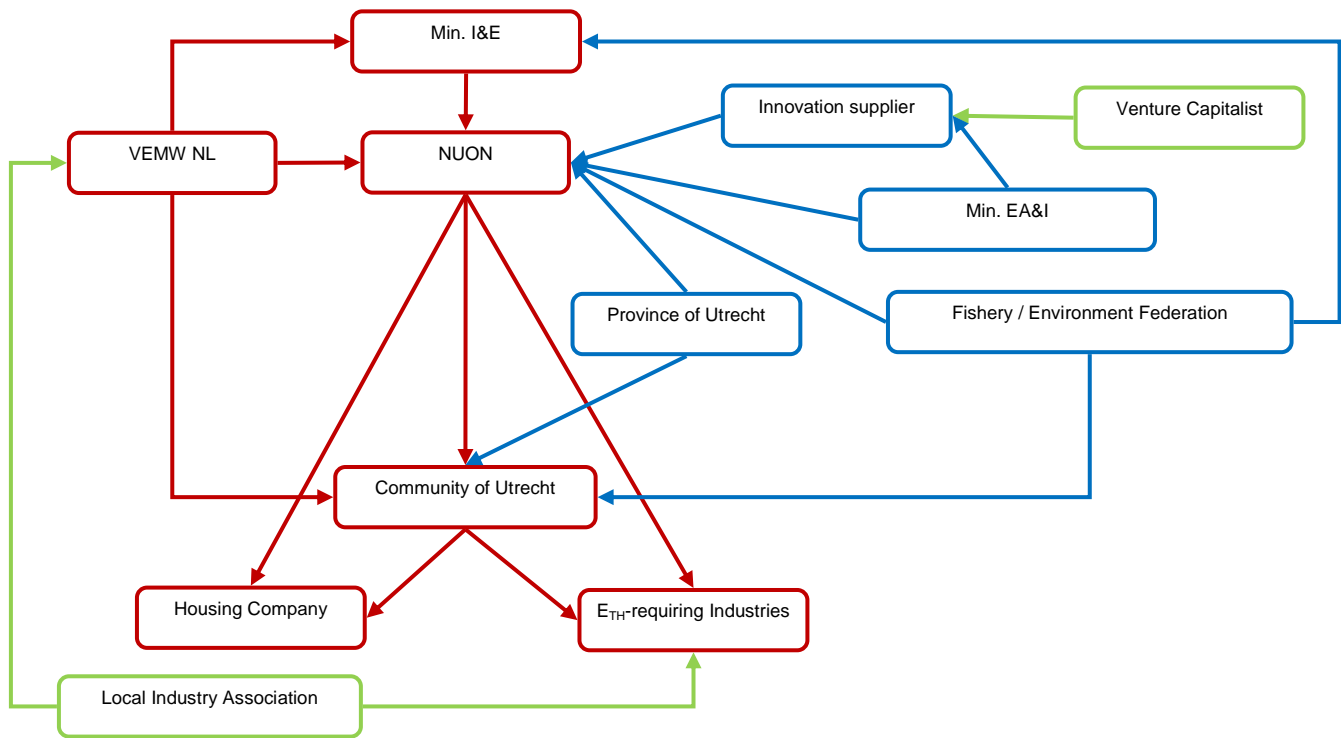 Min. I&E
Innovation supplier
Venture Capitalist
VEMW NL
NUON
Min. EA&I
Province of Utrecht
Fishery / Environment Federation
Community of Utrecht
Housing Company
ETH-requiring Industries
Local Industry Association